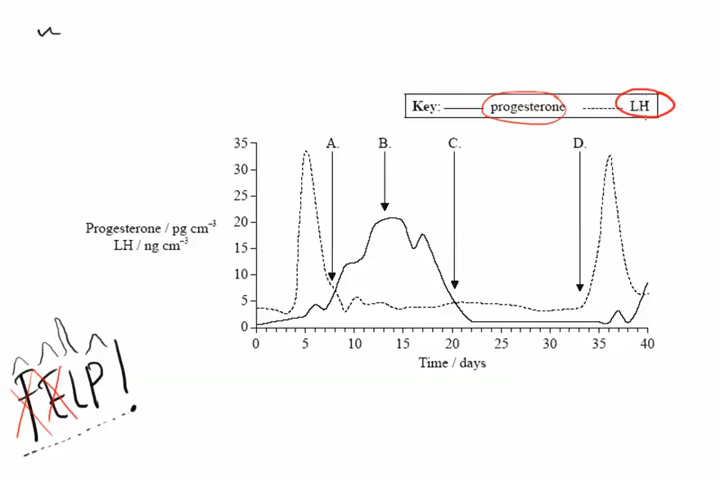 Key: progesterone LH
A. B. C. D.
35
30
25
20
15
10
5
0
Progesterone / pg cm⁻³
LH / ng cm⁻³
0 5 10 15 20 25 30 35 40
Time / days
FELP!